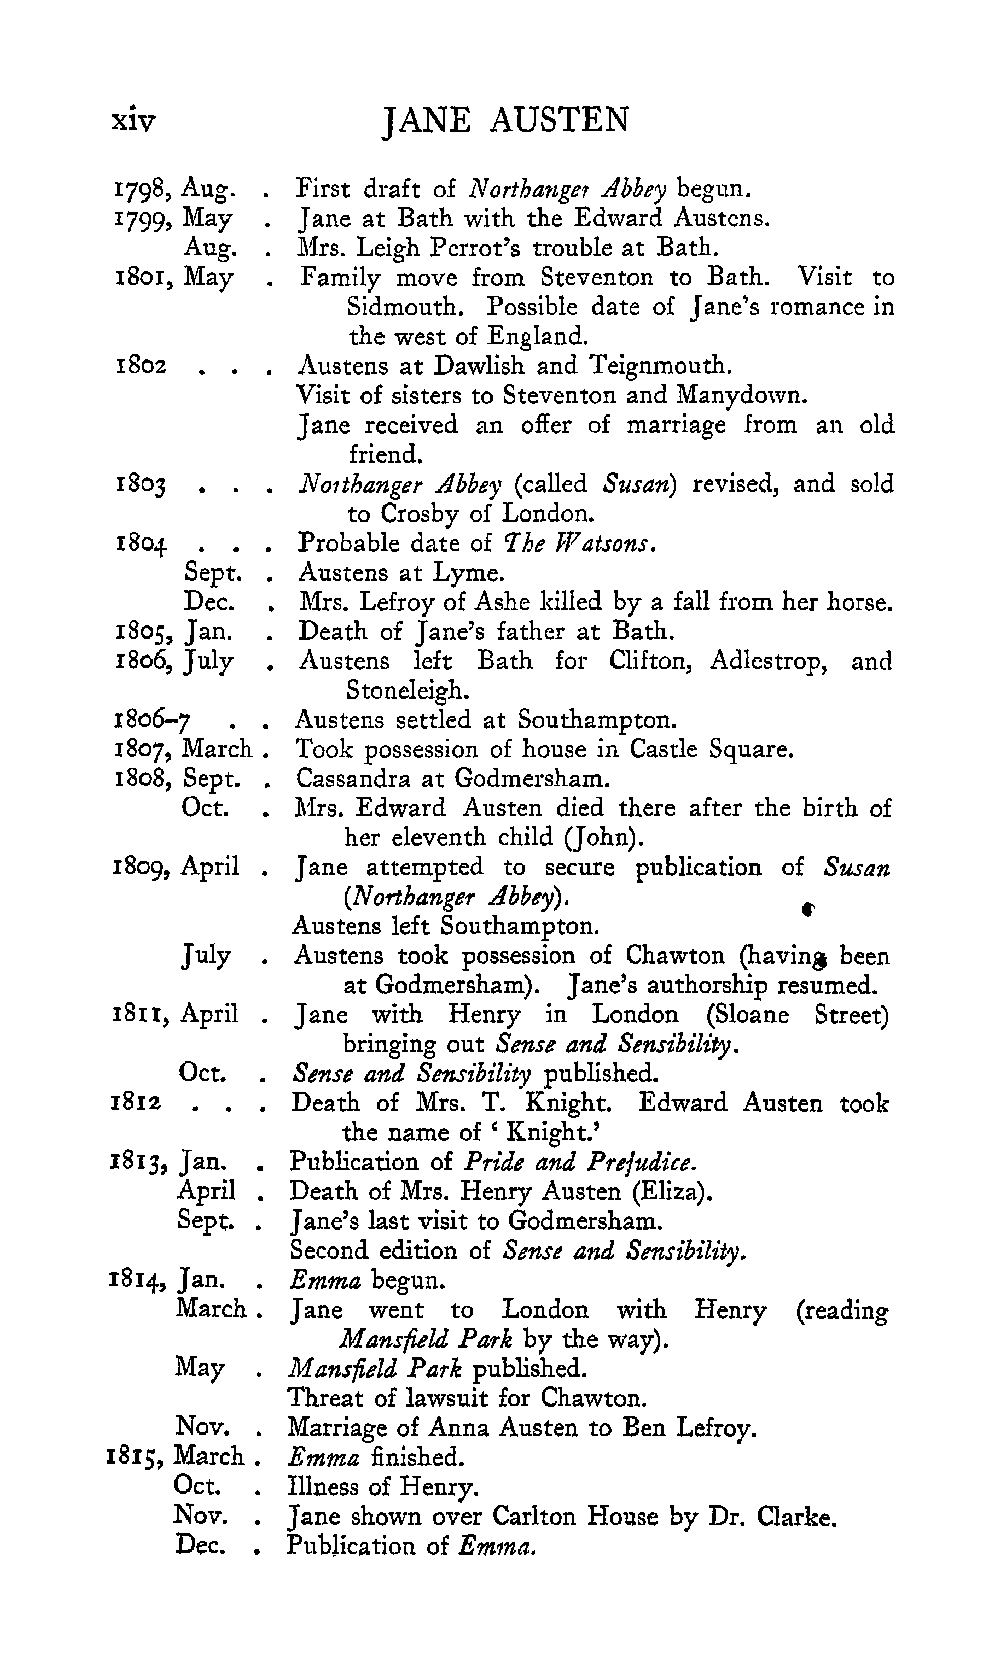 xiv JANE AUSTEN
1798, Aug. . First draft of Northanger Abbey begun.
1799, May . Jane at Bath with the Edward Austens.
Aug. . Mrs. Leigh Perrot's trouble at Bath.
1801, May . Family move from Steventon to Bath. Visit to
Sidmouth. Possible date of Jane's romance in
the west of England.
1802 . . . Austens at Dawlish and Teignmouth.
Visit of sisters to Steventon and Manydown.
Jane received an offer of marriage from an old
friend.
1803 . . . Northanger Abbey (called Susan) revised, and sold
to Crosby of London.
1804 . . . Probable date of The Watsons.
Sept. . Austens at Lyme.
Dec. . Mrs. Lefroy of Ashe killed by a fall from her horse.
1805, Jan. . Death of Jane's father at Bath.
1806, July . Austens left Bath for Clifton, Adlestrop, and
Stoneleigh.
1806–7 . . Austens settled at Southampton.
1807, March . Took possession of house in Castle Square.
1808, Sept. . Cassandra at Godmersham.
Oct. . Mrs. Edward Austen died there after the birth of
her eleventh child (John).
1809, April . Jane attempted to secure publication of Susan
(Northanger Abbey).
Austens left Southampton.
July . Austens took possession of Chawton (having been
at Godmersham). Jane's authorship resumed.
1811, April . Jane with Henry in London (Sloane Street)
bringing out Sense and Sensibility.
Oct. . Sense and Sensibility published.
1812 . . . Death of Mrs. T. Knight. Edward Austen took
the name of ' Knight.'
1813, Jan. . Publication of Pride and Prejudice.
April . Death of Mrs. Henry Austen (Eliza).
Sept. . Jane's last visit to Godmersham.
Second edition of Sense and Sensibility.
1814, Jan. . Emma begun.
March . Jane went to London with Henry (reading
Mansfield Park by the way).
May . Mansfield Park published.
Threat of lawsuit for Chawton.
Nov. . Marriage of Anna Austen to Ben Lefroy.
1815, March . Emma finished.
Oct. . Illness of Henry.
Nov. . Jane shown over Carlton House by Dr. Clarke.
Dec. . Publication of Emma.